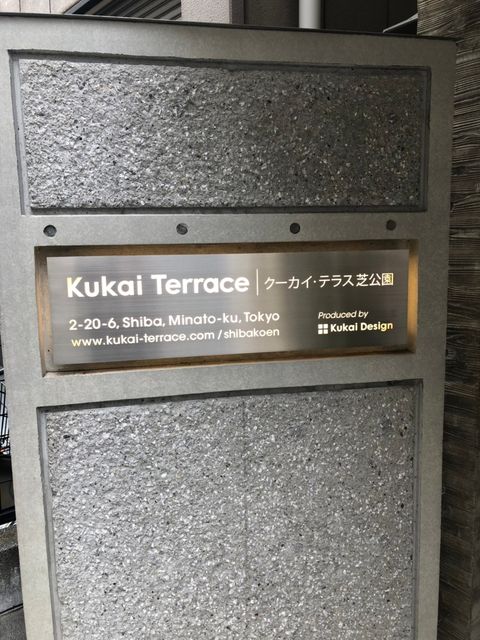 Kukai Terrace | クーカイ・テラス芝公園
2-20-6, Shiba, Minato-ku, Tokyo
www.kukai-terrace.com/shibakoen
Produced by
Kukai Design